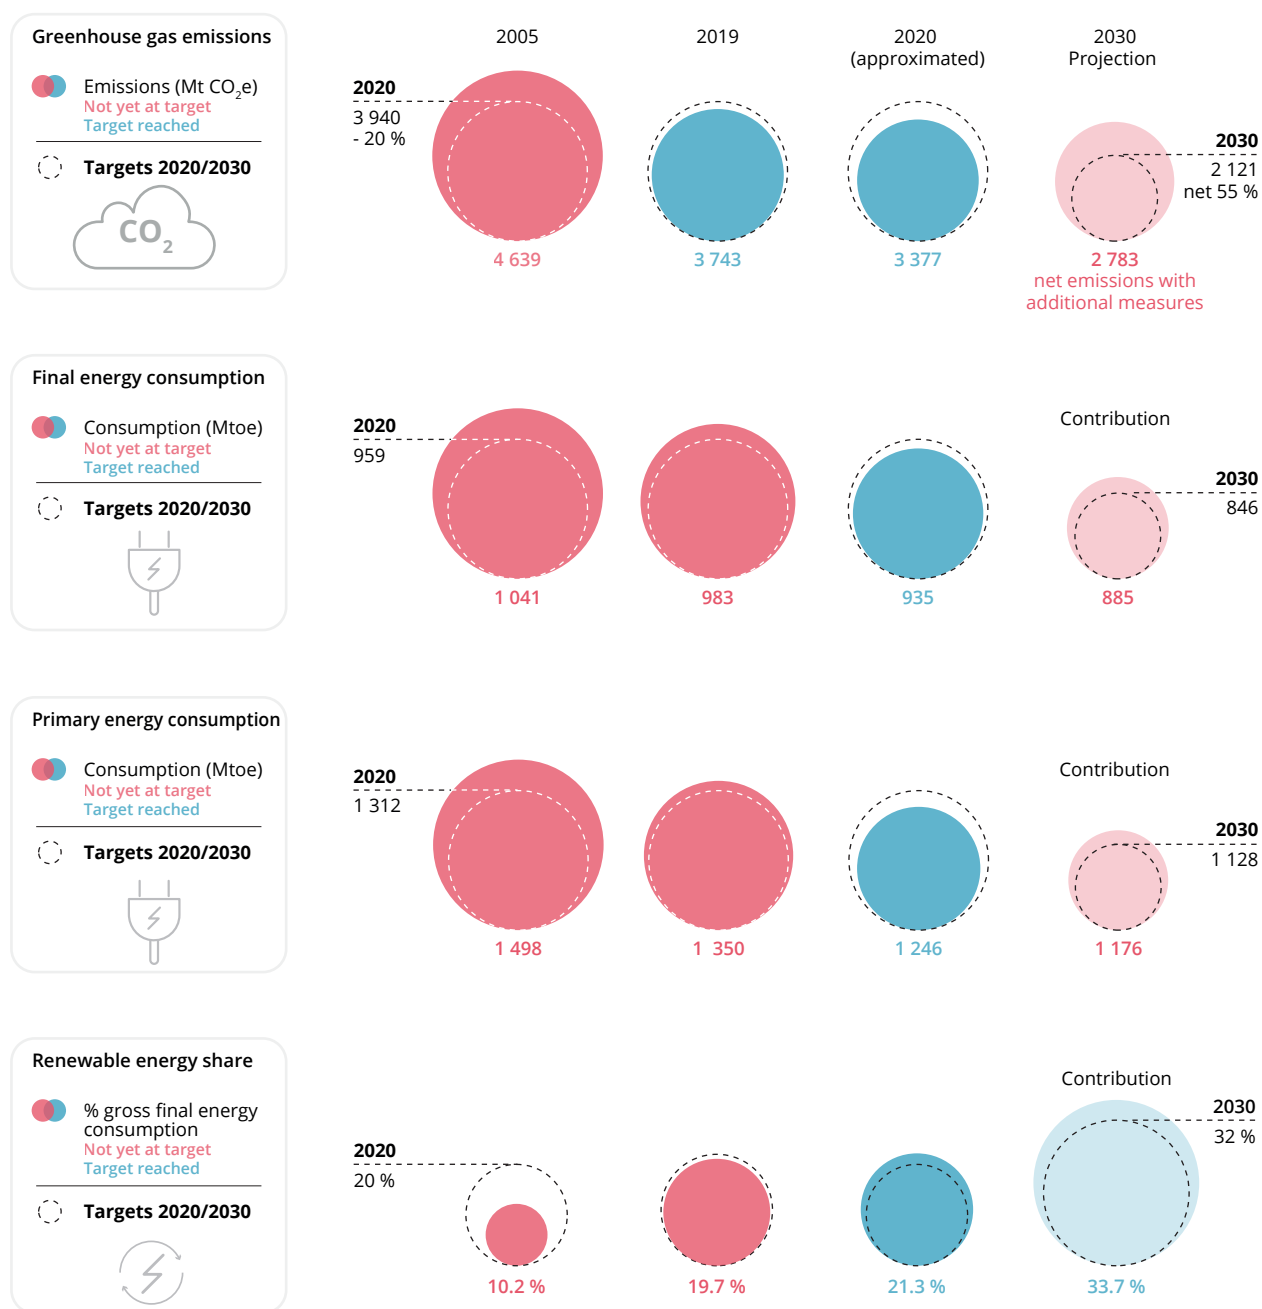 Greenhouse gas emissions
Emissions (Mt CO2e)
Not yet at target
Target reached
Targets 2020/2030
CO2
2005
2019
2020
(approximated)
2030
Projection
2020
3 940
- 20 %
2030
2 121
net 55 %
4 639
3 743
3 377
2 783
net emissions with
additional measures
Final energy consumption
Consumption (Mtoe)
Not yet at target
Target reached
Targets 2020/2030
2020
959
Contribution
2030
846
1 041
983
935
885
Primary energy consumption
Consumption (Mtoe)
Not yet at target
Target reached
Targets 2020/2030
2020
1 312
Contribution
2030
1 128
1 498
1 350
1 246
1 176
Renewable energy share
% gross final energy
consumption
Not yet at target
Target reached
Targets 2020/2030
2020
20 %
Contribution
2030
32 %
10.2 %
19.7 %
21.3 %
33.7 %